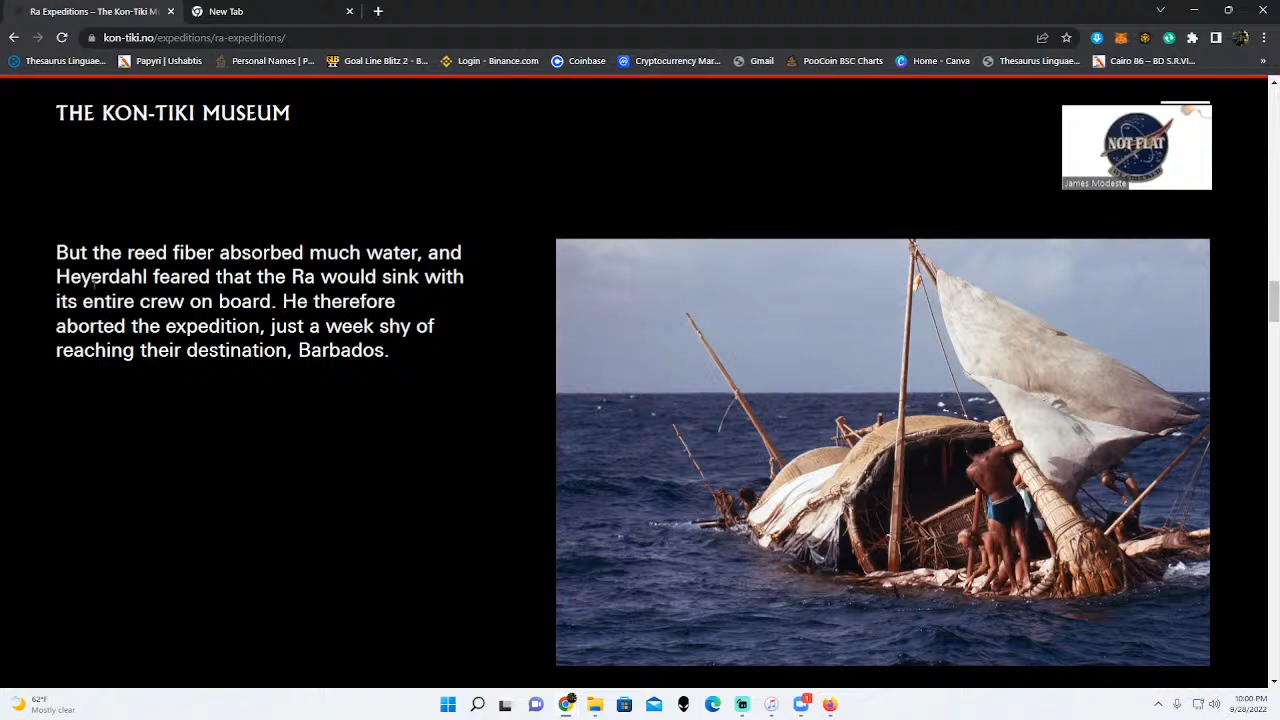 Ra Expeditions – The Kon-Tiki M
New Tab
kon-tiki.no/expeditions/ra-expeditions/
Thesaurus Linguae...
Papyri | Ushabtis
Personal Names | P...
Gail Line Blitz 2 - B...
Login - Binance.com
Coinbase
Cryptocurrency Mar...
Gmail
PooCoin BSC Charts
Home - Canva
Thesaurus Linguae...
Cairo B6 – BD S.R.V|...
»
THE KON-TIKI MUSEUM
NOT FLAT
James Modeste
But the reed fiber absorbed much water, and
Heyerdahl feared that the Ra would sink with
its entire crew on board. He therefore
aborted the expedition, just a week shy of
reaching their destination, Barbados.
62°F
Mostly clear
10:00 PM
9/28/2022